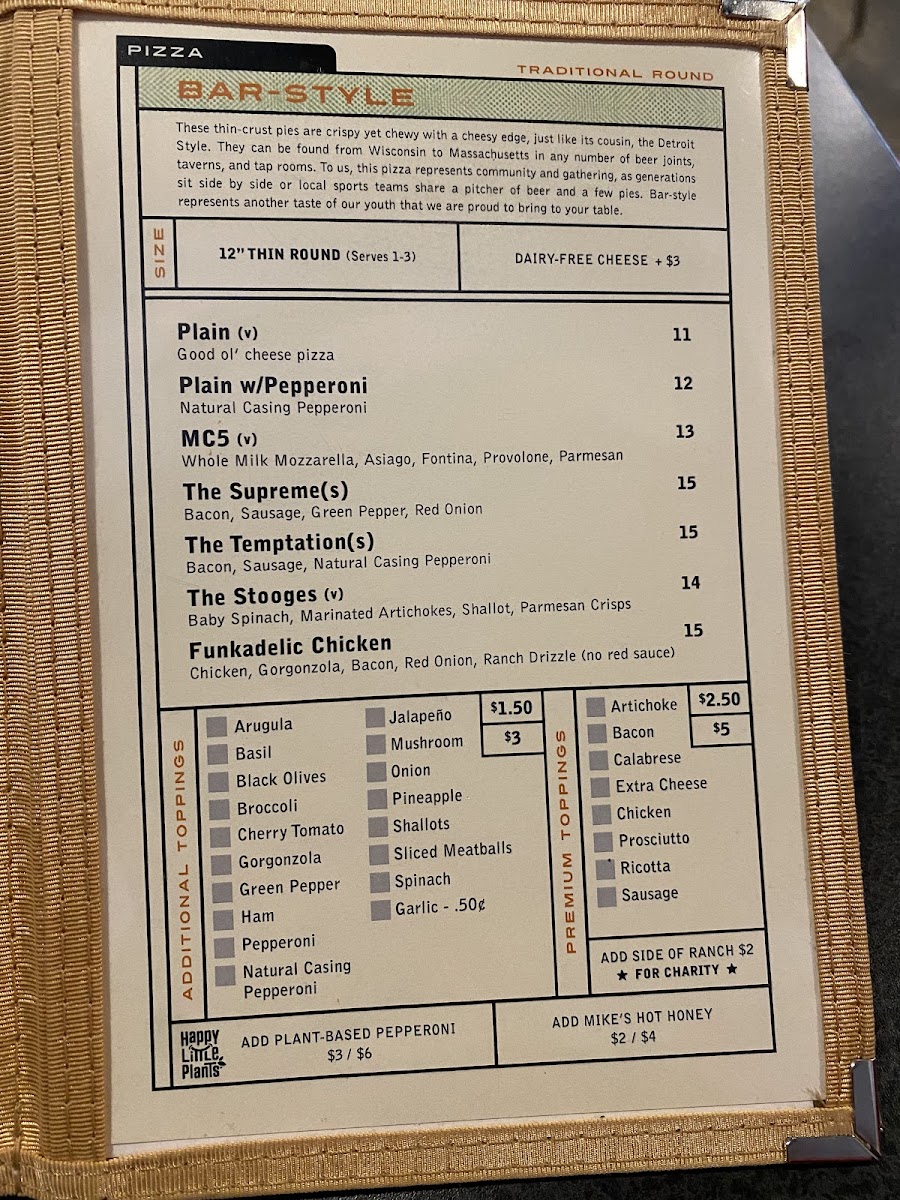 PIZZA
TRADITIONAL ROUND
BAR-STYLE
These thin-crust pies are crispy yet chewy with a cheesy edge, just like its cousin, the Detroit
Style. They can be found from Wisconsin to Massachusetts in any number of beer joints,
taverns, and tap rooms. To us, this pizza represents community and gathering, as generations
sit side by side or local sports teams share a pitcher of beer and a few pies. Bar-style
represents another taste of our youth that we are proud to bring to your table.
SIZE
12" THIN ROUND (Serves 1-3)
DAIRY-FREE CHEESE + $3
Plain (v) 11
Good ol' cheese pizza
Plain w/Pepperoni 12
Natural Casing Pepperoni
MC5 (v) 13
Whole Milk Mozzarella, Asiago, Fontina, Provolone, Parmesan
The Supreme(s) 15
Bacon, Sausage, Green Pepper, Red Onion
The Temptation(s) 15
Bacon, Sausage, Natural Casing Pepperoni
The Stooges (v) 14
Baby Spinach, Marinated Artichokes, Shallot, Parmesan Crisps
Funkadelic Chicken 15
Chicken, Gorgonzola, Bacon, Red Onion, Ranch Drizzle (no red sauce)
ADDITIONAL TOPPINGS
$1.50
$3
Arugula
Basil
Black Olives
Broccoli
Cherry Tomato
Gorgonzola
Green Pepper
Ham
Pepperoni
Natural Casing
Pepperoni
Jalapeño
Mushroom
Onion
Pineapple
Shallots
Sliced Meatballs
Spinach
Garlic - .50¢
PREMIUM TOPPINGS
$2.50
$5
Artichoke
Bacon
Calabrese
Extra Cheese
Chicken
Prosciutto
Ricotta
Sausage
ADD SIDE OF RANCH $2
★ FOR CHARITY ★
Happy
Little
Plants
ADD PLANT-BASED PEPPERONI
$3 / $6
ADD MIKE'S HOT HONEY
$2 / $4